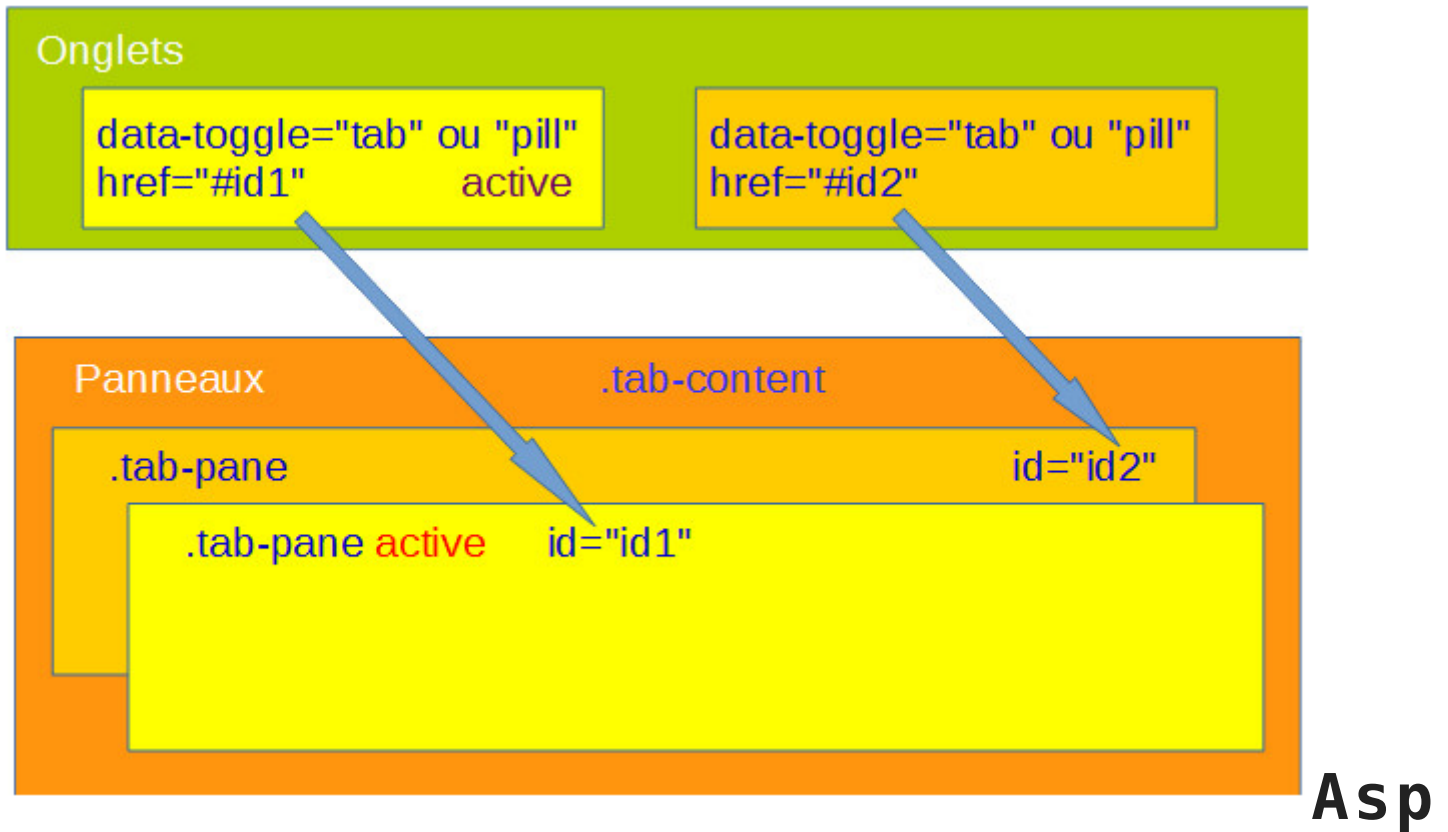 Onglets
data-toggle="tab" ou "pill"
href="#id1" active
data-toggle="tab" ou "pill"
href="#id2"
Panneaux .tab-content
.tab-pane id="id2"
.tab-pane active id="id1"
Asp